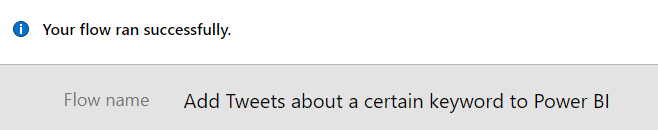 Your flow ran successfully.
Flow name Add Tweets about a certain keyword to Power BI